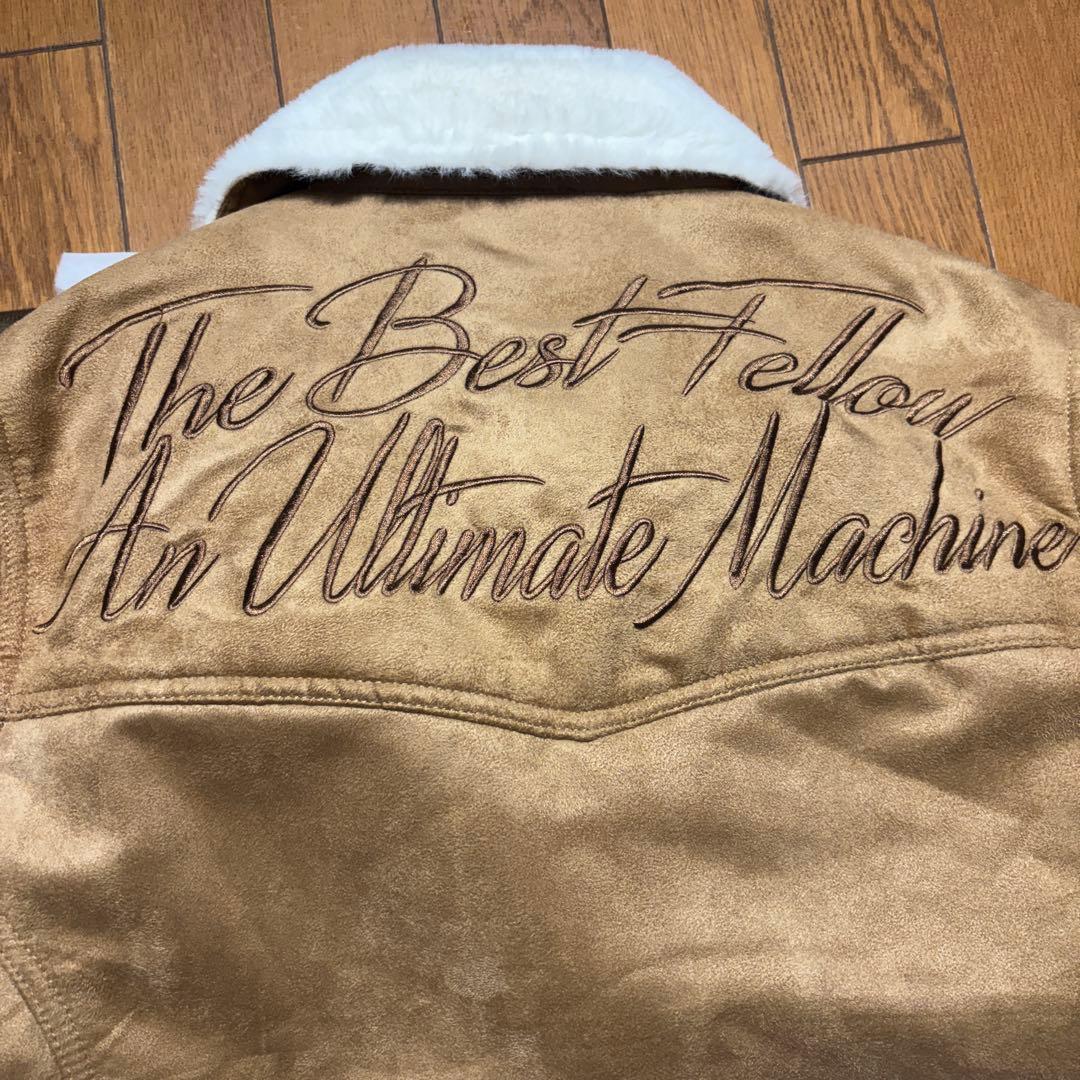 The Best Fellow
An Ultimate Machine